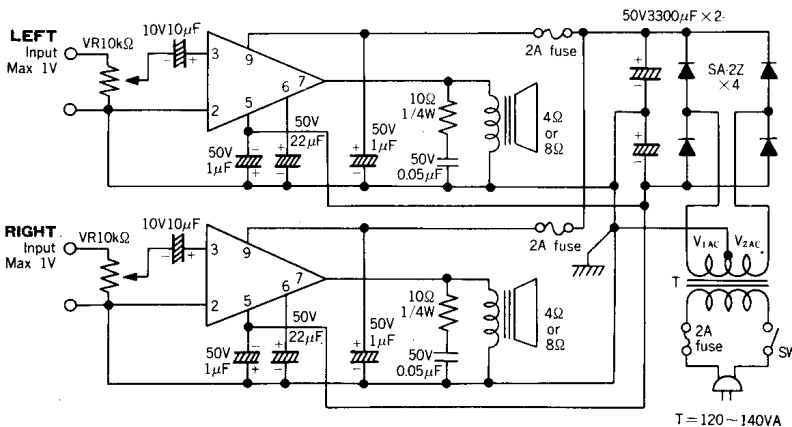 50V3300μF×2
10V10μF
LEFT
Input
Max 1V
VR10kΩ
3
9
2A fuse
SA-2Z
×4
7
6
5
2
50V
22μF
50V
1μF
50V
1μF
10Ω
1/4W
50V
0.05μF
4Ω
or
8Ω
RIGHT
Input
Max 1V
VR10kΩ
10V10μF
3
9
2A fuse
7
6
5
2
50V
22μF
50V
1μF
50V
1μF
10Ω
1/4W
50V
0.05μF
4Ω
or
8Ω
V1AC
V2AC
T
2A
fuse
SW
T=120~140VA